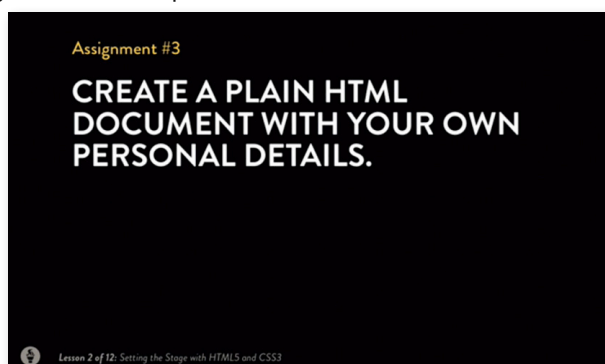 Assignment #3
CREATE A PLAIN HTML
DOCUMENT WITH YOUR OWN
PERSONAL DETAILS.
Lesson 2 of 12: Setting the Stage with HTML5 and CSS3